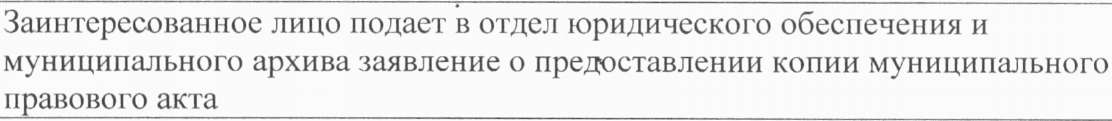 Заинтересованное лицо подает в отдел юридического обеспечения и
муниципального архива заявление о предоставлении копии муниципального
правового акта